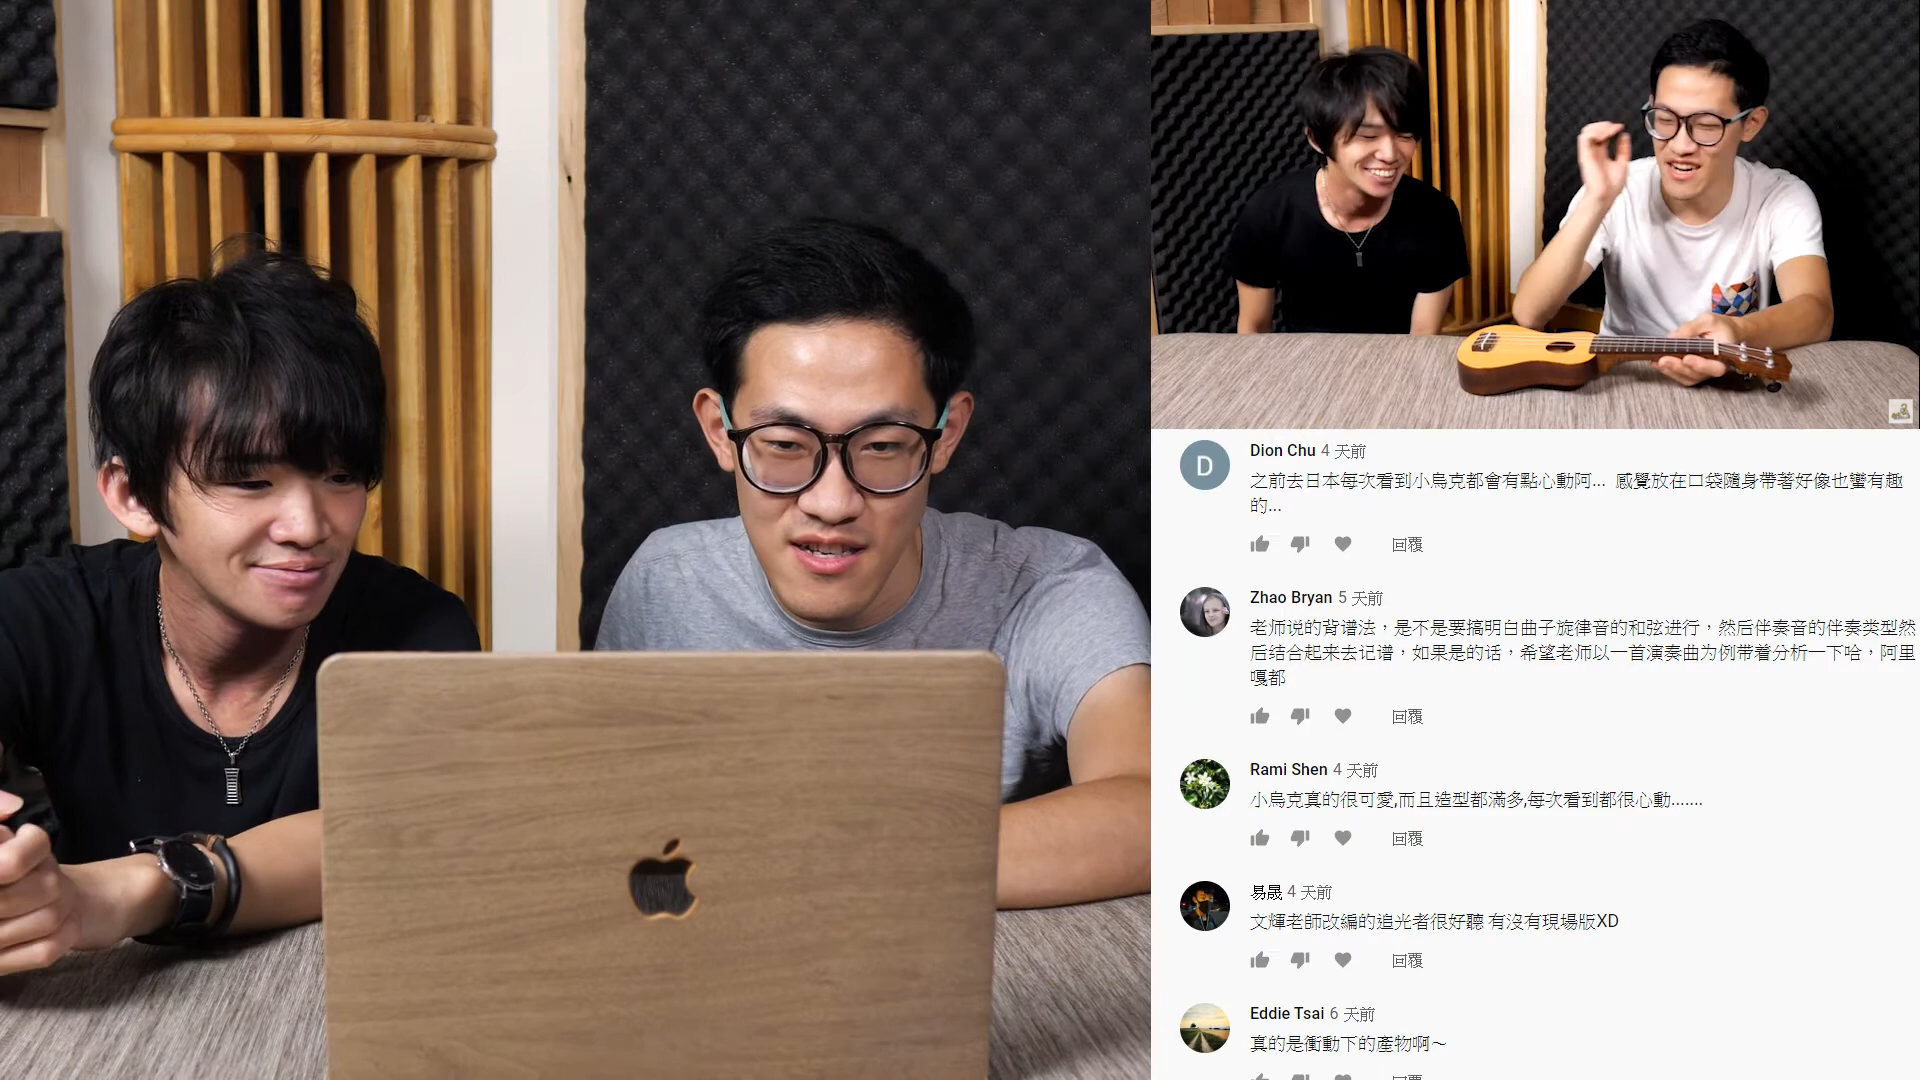 Dion Chu 4 天前
之前去日本每次看到小烏克都會有點心動阿... 感覺放在口袋隨身帶著好像也蠻有趣
的...
回覆
Zhao Bryan 5 天前
老师说的背谱法，是不是要搞明白曲子旋律音的和弦进行，然后伴奏音的伴奏类型然
后结合起来去记谱，如果是的话，希望老师以一首演奏曲为例带着分析一下哈，阿里
嘎都
回覆
Rami Shen 4 天前
小烏克真的很可愛,而且造型都滿多,每次看到都很心動.......
回覆
易晟 4 天前
文輝老師改編的追光者很好聽 有沒有現場版XD
回覆
Eddie Tsai 6 天前
真的是衝動下的產物啊～
回覆
D